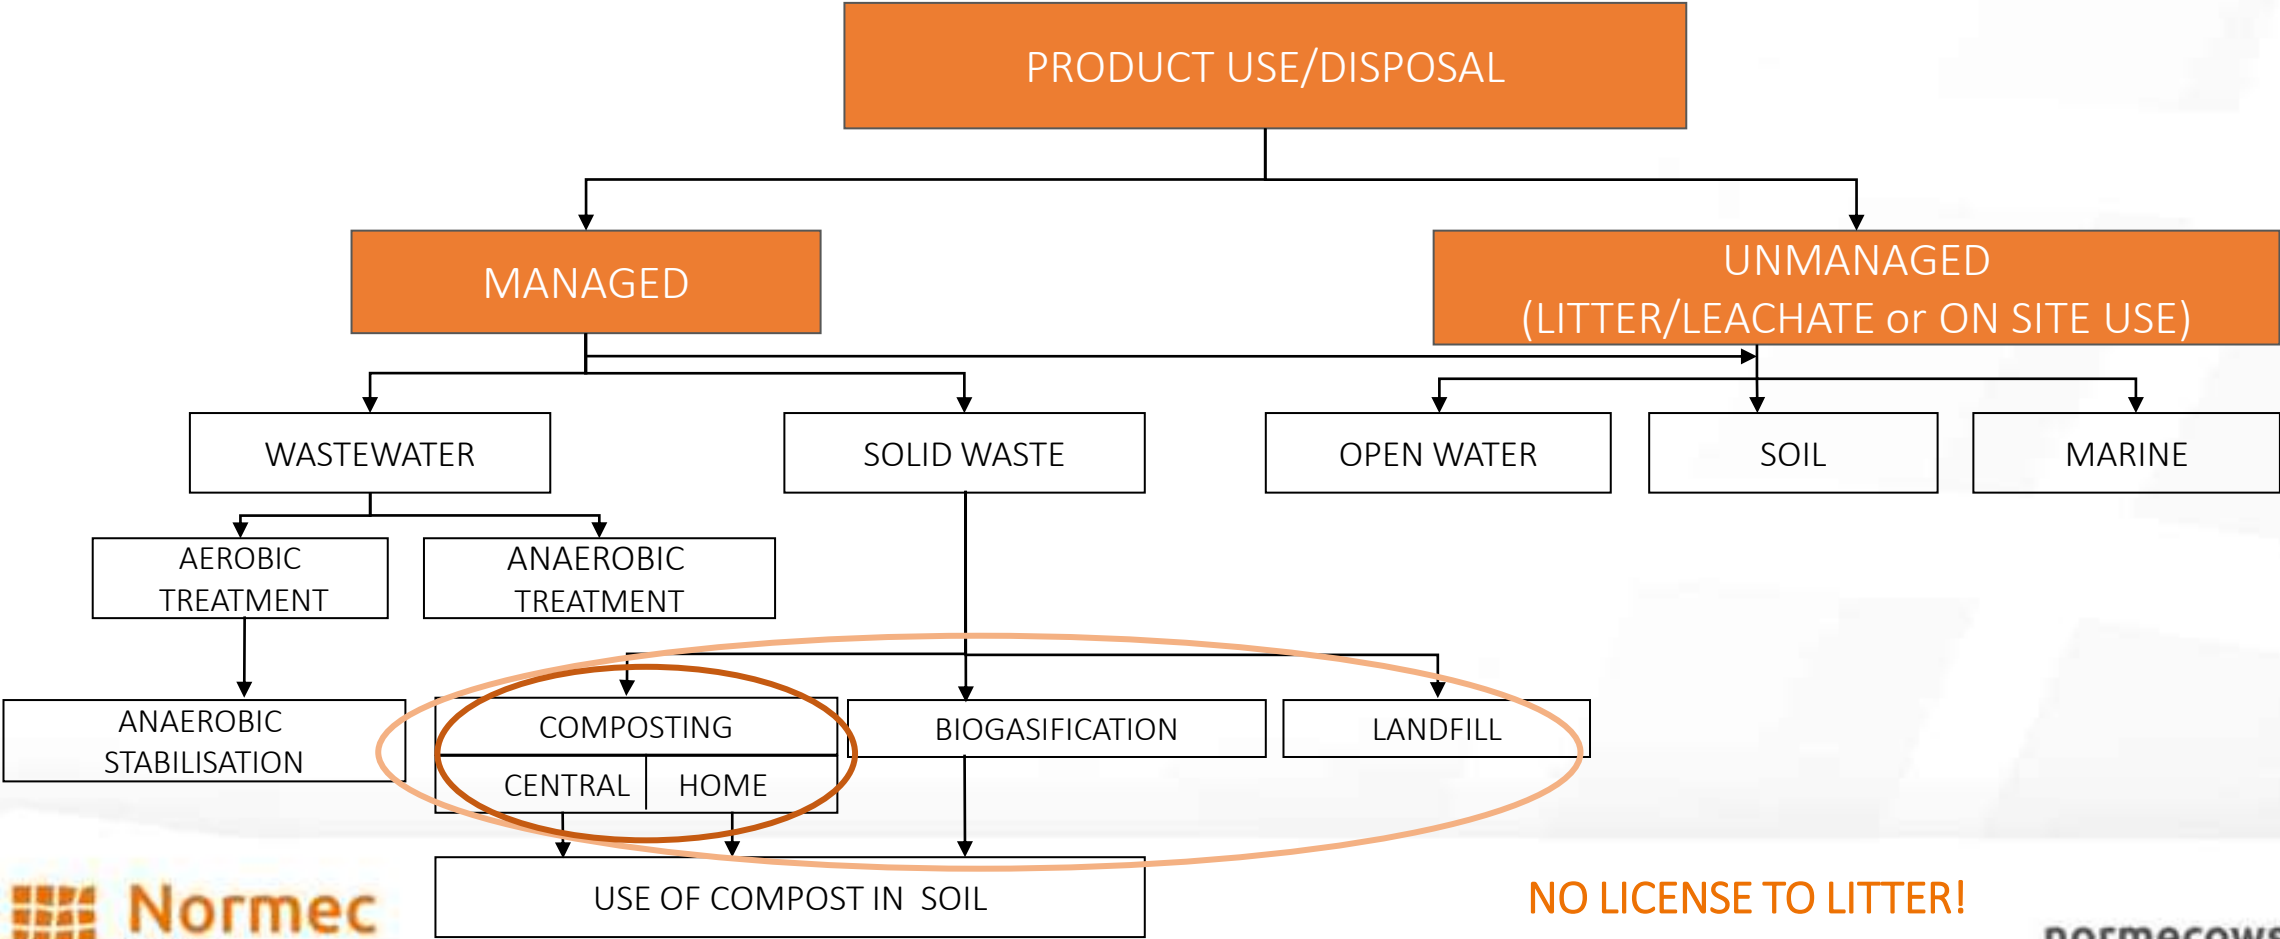 PRODUCT USE/DISPOSAL
MANAGED
UNMANAGED
(LITTER/LEACHATE or ON SITE USE)
WASTEWATER
SOLID WASTE
OPEN WATER
SOIL
MARINE
AEROBIC
TREATMENT
ANAEROBIC
TREATMENT
ANAEROBIC
STABILISATION
COMPOSTING
CENTRAL
HOME
BIOGASIFICATION
LANDFILL
USE OF COMPOST IN SOIL
NO LICENSE TO LITTER!
Normec
normecows